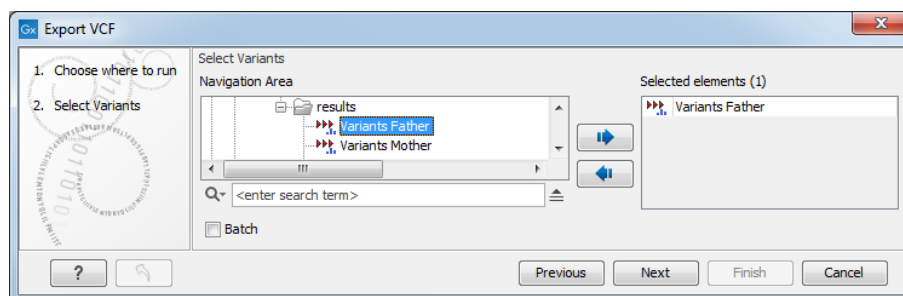 Gx Export VCF
X
1. Choose where to run
2. Select Variants
Select Variants
Navigation Area
results
Variants Father
Variants Mother
<enter search term>
Batch
Selected elements (1)
Variants Father
?
Previous
Next
Finish
Cancel